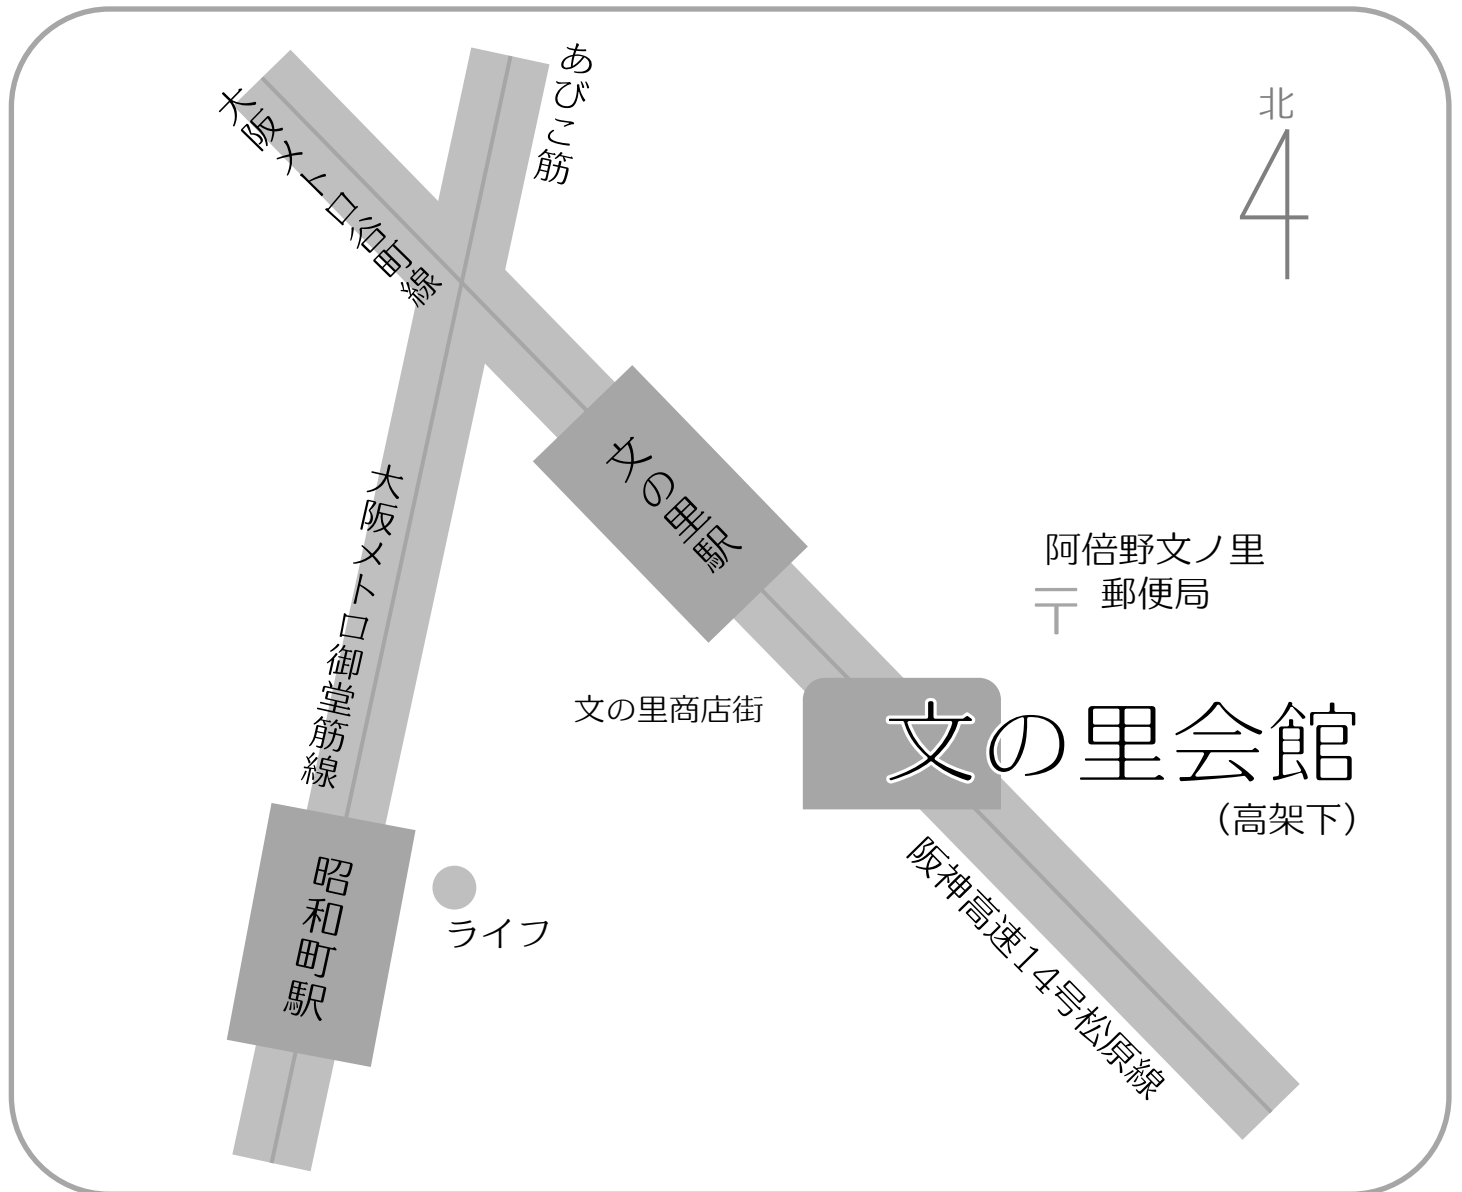 あびこ筋
北
大阪メトロ谷町線
大阪メトロ御堂筋線
文の里駅
阿倍野文ノ里
郵便局
文の里商店街
文の里会館
（高架下）
昭和町駅
ライフ
阪神高速14号松原線